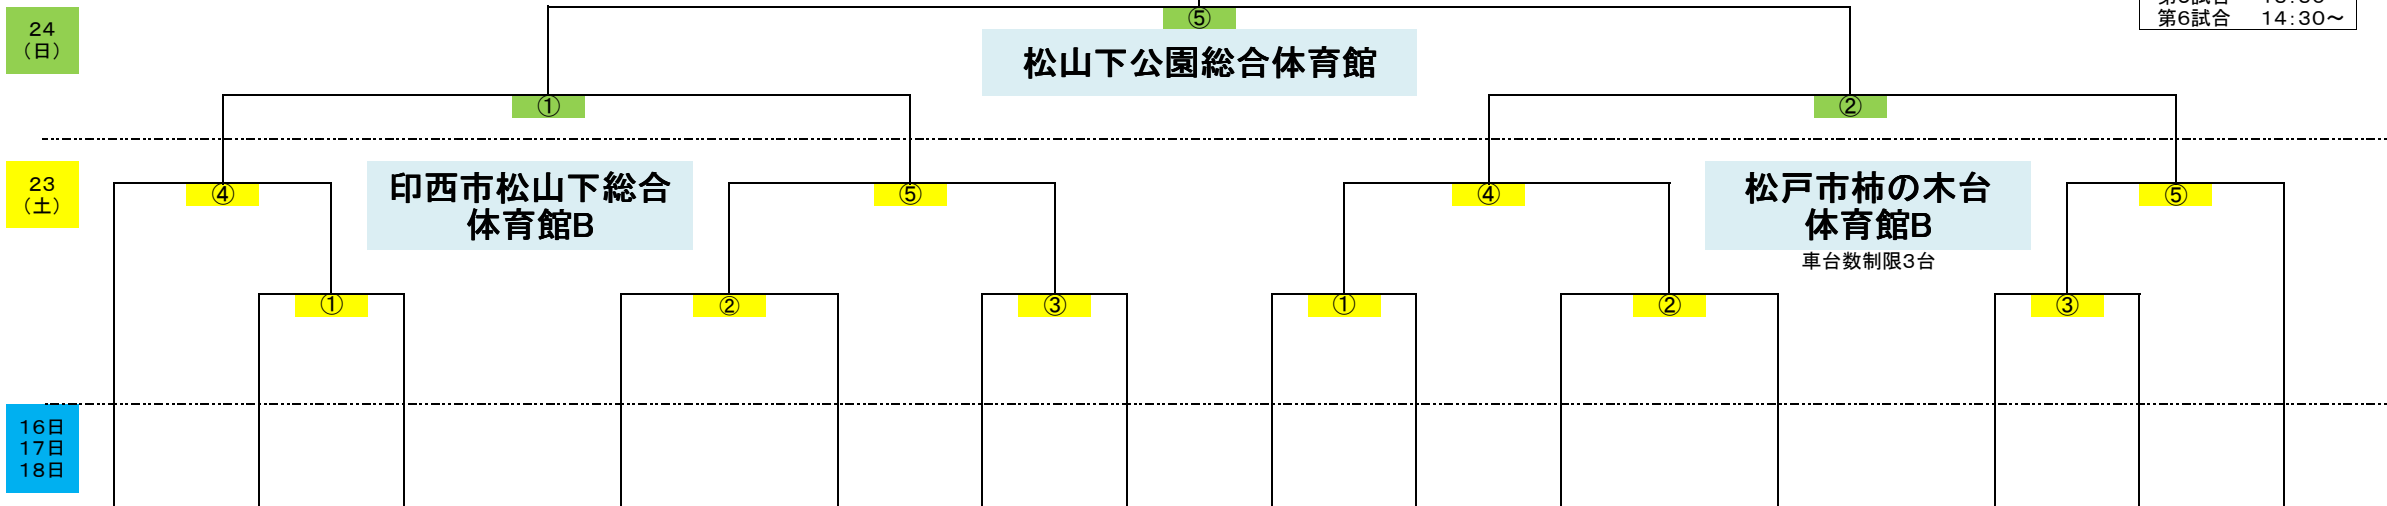 第6試合 14:30～
24
（日）
⑤
松山下公園総合体育館
①
②
23
（土）
④
印西市松山下総合
体育館B
⑤
④
松戸市柿の木台
体育館B
車台数制限3台
⑤
①
②
③
①
②
③
16日
17日
18日